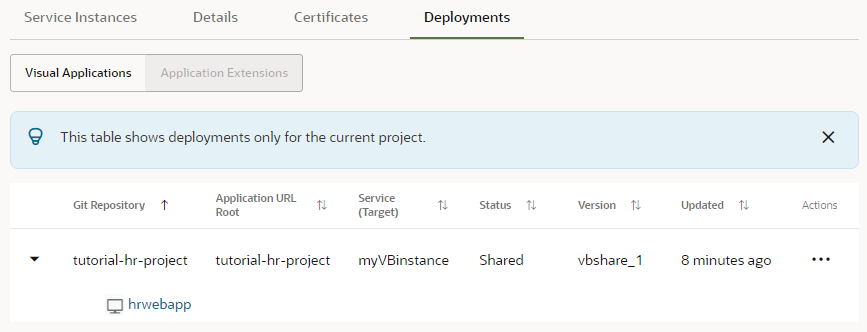 Service Instances Details Certificates Deployments
Visual Applications Application Extensions
This table shows deployments only for the current project.
Git Repository Application URL Root Service (Target) Status Version Updated Actions
tutorial-hr-project tutorial-hr-project myVBinstance Shared vbshare_1 8 minutes ago
hrwebapp